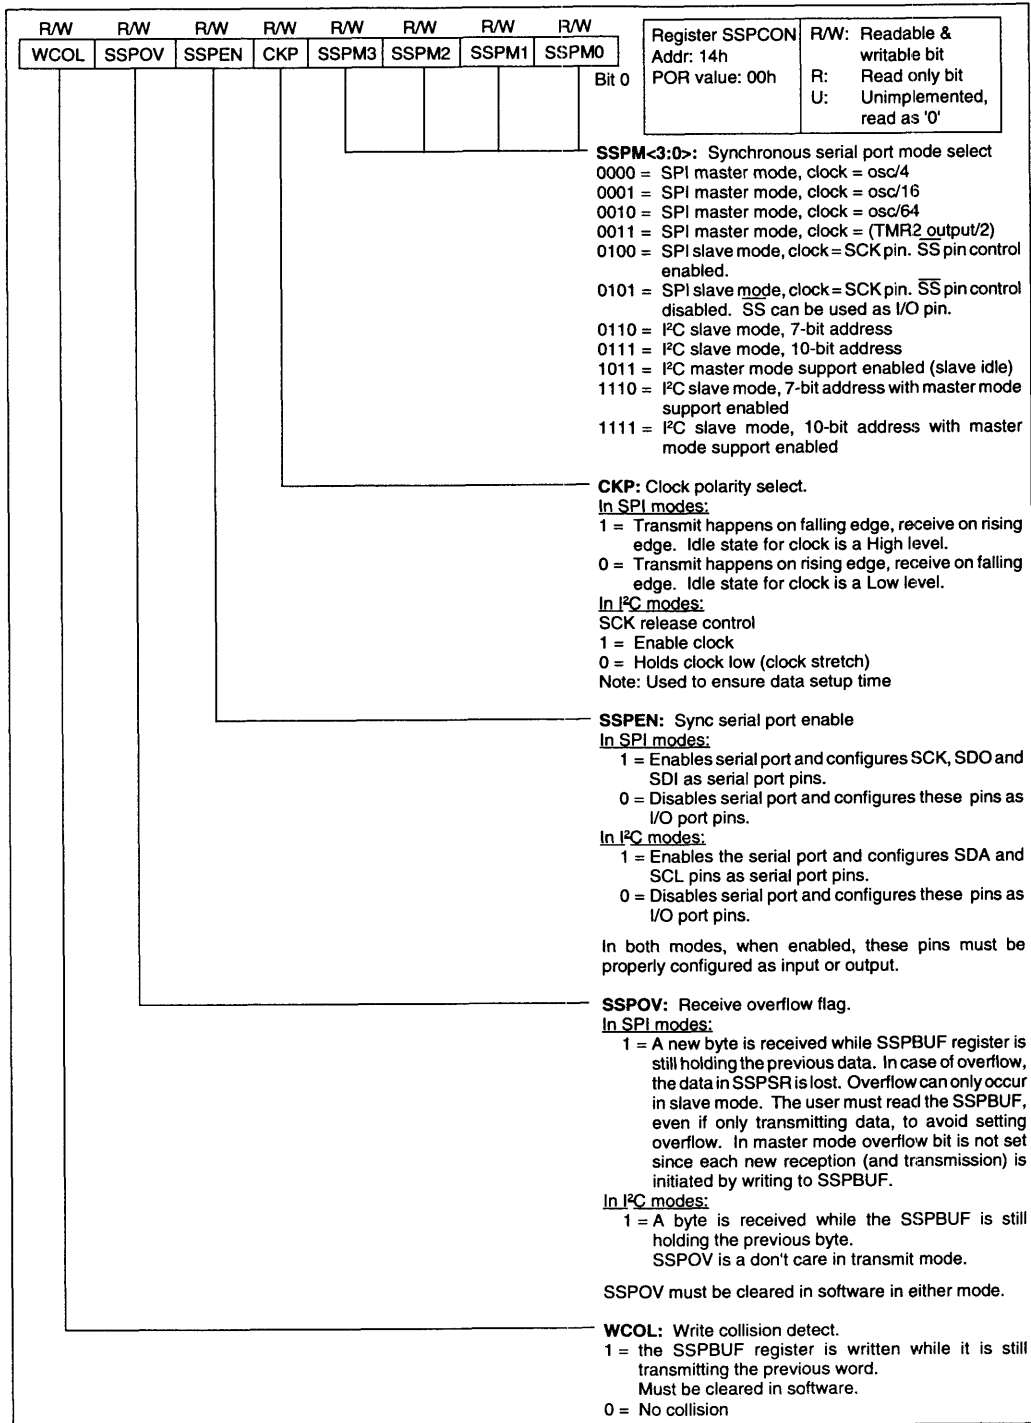 R/W R/W R/W R/W R/W R/W R/W R/W
WCOL SSPOV SSPEN CKP SSPM3 SSPM2 SSPM1 SSPM0
Bit 0
Register SSPCON
Addr: 14h
POR value: 00h
R/W: Readable &
writable bit
R: Read only bit
U: Unimplemented,
read as '0'
SSPM<3:0>: Synchronous serial port mode select
0000 = SPI master mode, clock = osc/4
0001 = SPI master mode, clock = osc/16
0010 = SPI master mode, clock = osc/64
0011 = SPI master mode, clock = (TMR2 output/2)
0100 = SPI slave mode, clock = SCK pin. S̅S̅ pin control
enabled.
0101 = SPI slave mode, clock = SCK pin. S̅S̅ pin control
disabled. S̅S̅ can be used as I/O pin.
0110 = I²C slave mode, 7-bit address
0111 = I²C slave mode, 10-bit address
1011 = I²C master mode support enabled (slave idle)
1110 = I²C slave mode, 7-bit address with master mode
support enabled
1111 = I²C slave mode, 10-bit address with master
mode support enabled
CKP: Clock polarity select.
In SPI modes:
1 = Transmit happens on falling edge, receive on rising
edge. Idle state for clock is a High level.
0 = Transmit happens on rising edge, receive on falling
edge. Idle state for clock is a Low level.
In I²C modes:
SCK release control
1 = Enable clock
0 = Holds clock low (clock stretch)
Note: Used to ensure data setup time
SSPEN: Sync serial port enable
In SPI modes:
1 = Enables serial port and configures SCK, SDO and
SDI as serial port pins.
0 = Disables serial port and configures these pins as
I/O port pins.
In I²C modes:
1 = Enables the serial port and configures SDA and
SCL pins as serial port pins.
0 = Disables serial port and configures these pins as
I/O port pins.
In both modes, when enabled, these pins must be
properly configured as input or output.
SSPOV: Receive overflow flag.
In SPI modes:
1 = A new byte is received while SSPBUF register is
still holding the previous data. In case of overflow,
the data in SSPSR is lost. Overflow can only occur
in slave mode. The user must read the SSPBUF,
even if only transmitting data, to avoid setting
overflow. In master mode overflow bit is not set
since each new reception (and transmission) is
initiated by writing to SSPBUF.
In I²C modes:
1 = A byte is received while the SSPBUF is still
holding the previous byte.
SSPOV is a don't care in transmit mode.
SSPOV must be cleared in software in either mode.
WCOL: Write collision detect.
1 = the SSPBUF register is written while it is still
transmitting the previous word.
Must be cleared in software.
0 = No collision